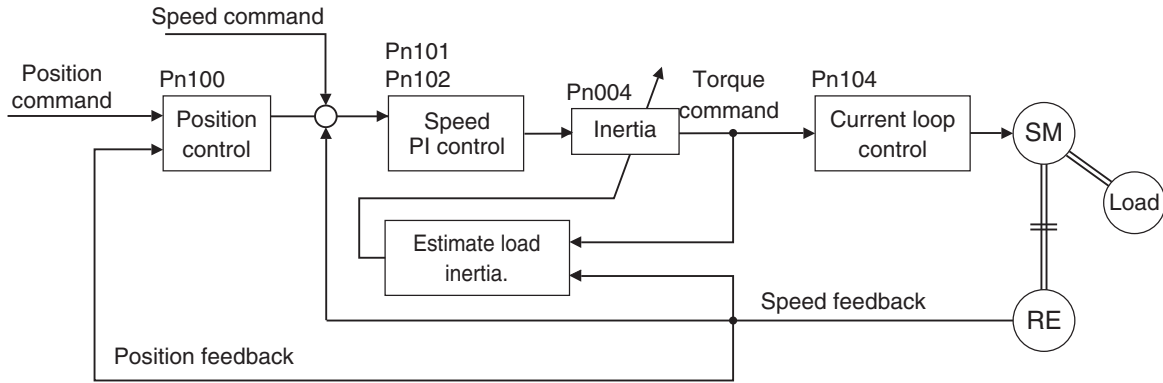 Speed command
Pn101
Pn102
Position
command
Pn100
Pn004
Torque
command
Pn104
Position
control
Speed
PI control
Inertia
Current loop
control
SM
Load
Estimate load
inertia.
Speed feedback
RE
Position feedback